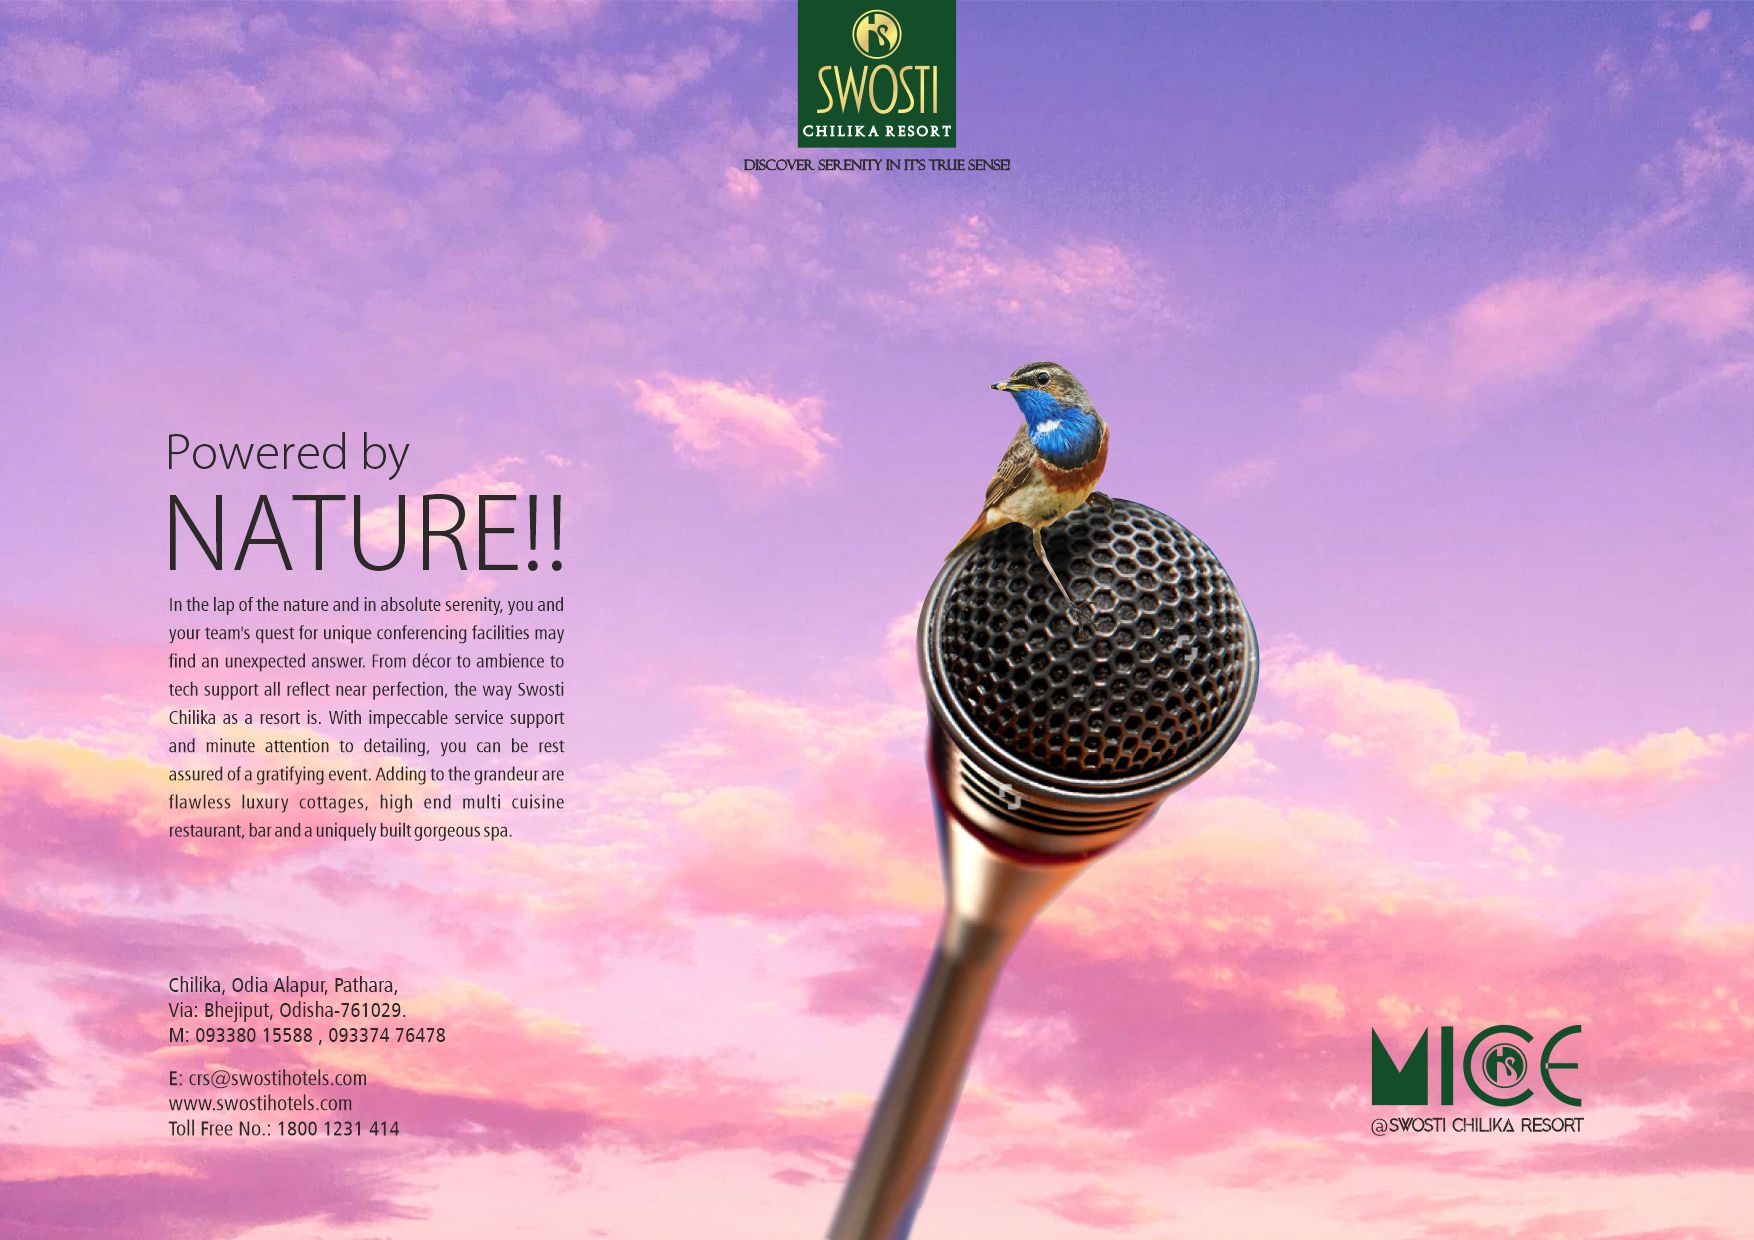 SWOSTI
CHILIKA RESORT
DISCOVER SERENITY IN IT'S TRUE SENSE!
Powered by
NATURE!!
In the lap of the nature and in absolute serenity, you and
your team's quest for unique conferencing facilities may
find an unexpected answer. From décor to ambience to
tech support all reflect near perfection, the way Swosti
Chilika as a resort is. With impeccable service support
and minute attention to detailing, you can be rest
assured of a gratifying event. Adding to the grandeur are
flawless luxury cottages, high end multi cuisine
restaurant, bar and a uniquely built gorgeous spa.
Chilika, Odia Alapur, Pathara,
Via: Bhejiput, Odisha-761029.
M: 093380 15588 , 093374 76478
E: crs@swostihotels.com
www.swostihotels.com
Toll Free No.: 1800 1231 414
MICE
@SWOSTI CHILIKA RESORT